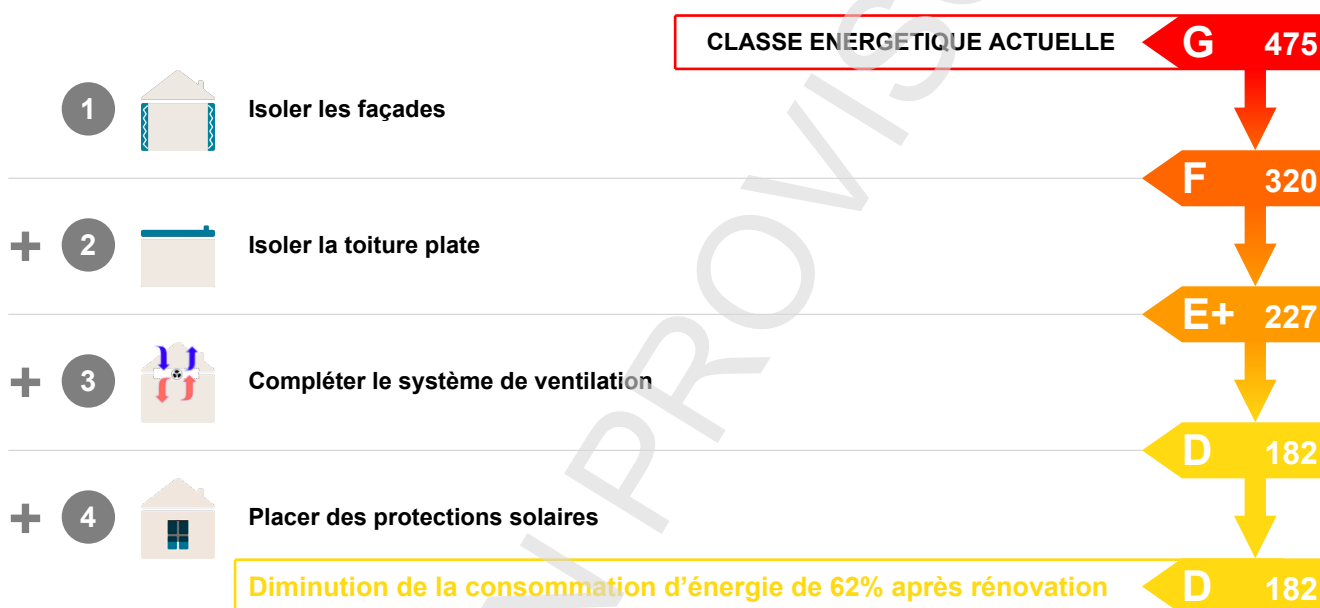 CLASSE ENERGETIQUE ACTUELLE G 475
1 Isoler les façades
F 320
+ 2 Isoler la toiture plate
E+ 227
+ 3 Compléter le système de ventilation
D 182
+ 4 Placer des protections solaires
Diminution de la consommation d’énergie de 62% après rénovation D 182